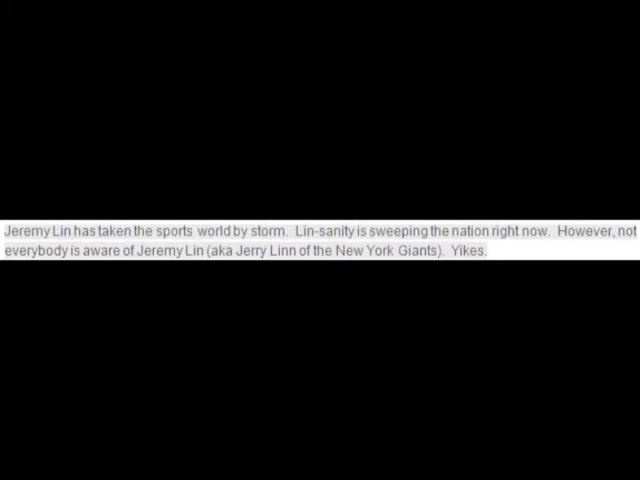 Jeremy Lin has taken the sports world by storm.  Lin-sanity is sweeping the nation right now.  However, not
everybody is aware of Jeremy Lin (aka Jerry Linn of the New York Giants).  Yikes.